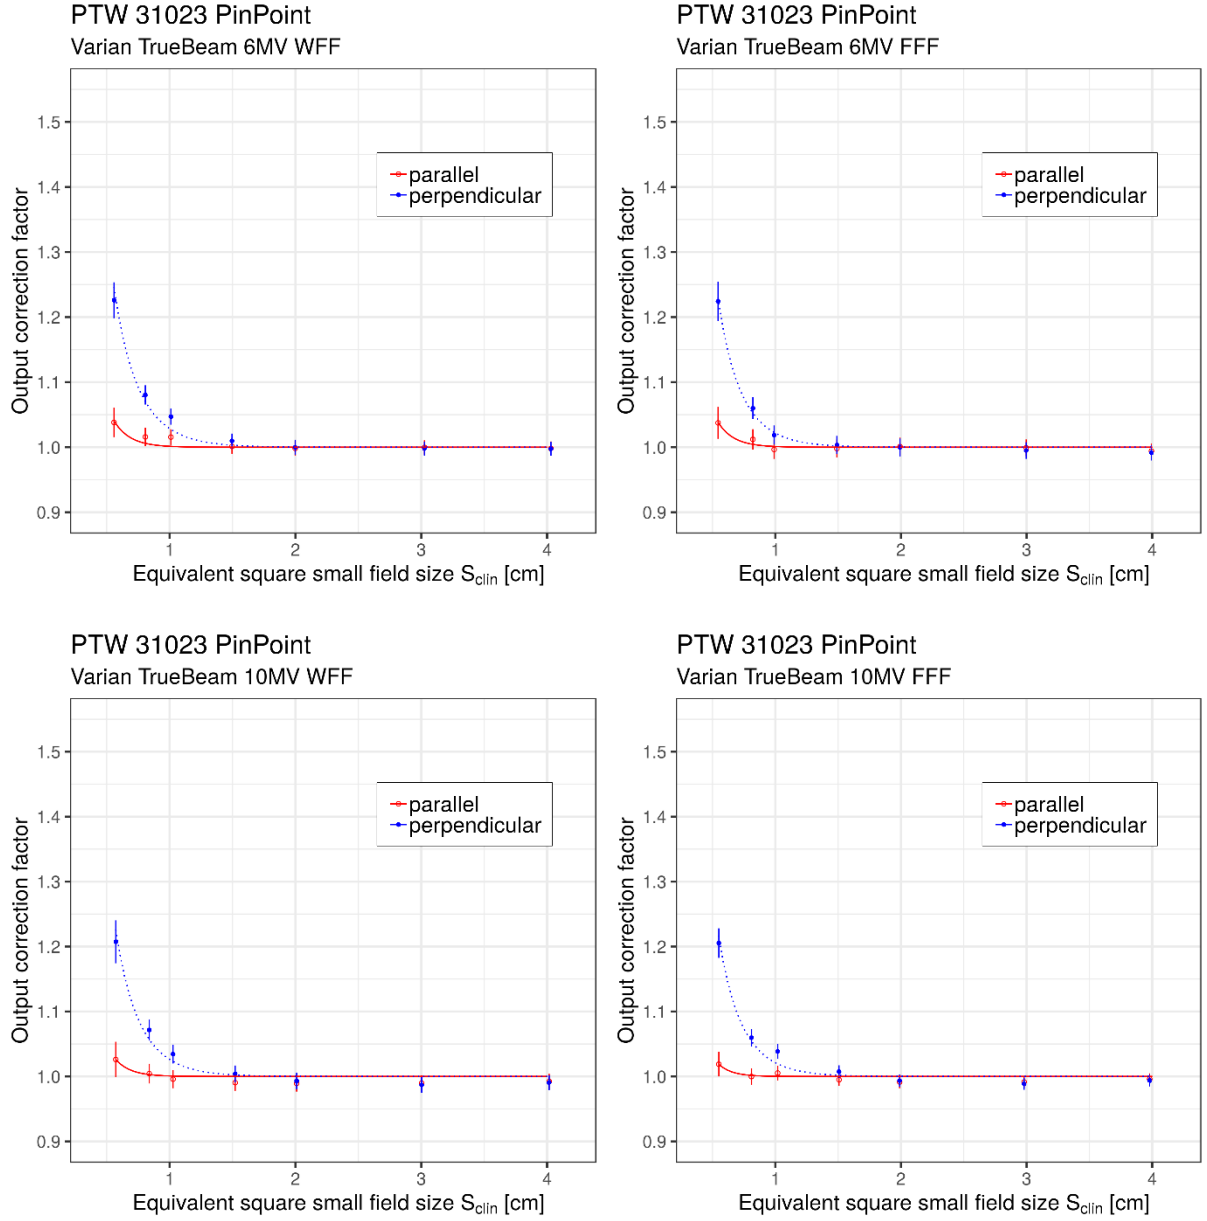 PTW 31023 PinPoint
Varian TrueBeam 6MV WFF
Output correction factor
1.5
1.4
1.3
1.2
1.1
1.0
0.9
parallel
perpendicular
1 2 3 4
Equivalent square small field size S_clin [cm]
PTW 31023 PinPoint
Varian TrueBeam 6MV FFF
Output correction factor
1.5
1.4
1.3
1.2
1.1
1.0
0.9
parallel
perpendicular
1 2 3 4
Equivalent square small field size S_clin [cm]
PTW 31023 PinPoint
Varian TrueBeam 10MV WFF
Output correction factor
1.5
1.4
1.3
1.2
1.1
1.0
0.9
parallel
perpendicular
1 2 3 4
Equivalent square small field size S_clin [cm]
PTW 31023 PinPoint
Varian TrueBeam 10MV FFF
Output correction factor
1.5
1.4
1.3
1.2
1.1
1.0
0.9
parallel
perpendicular
1 2 3 4
Equivalent square small field size S_clin [cm]